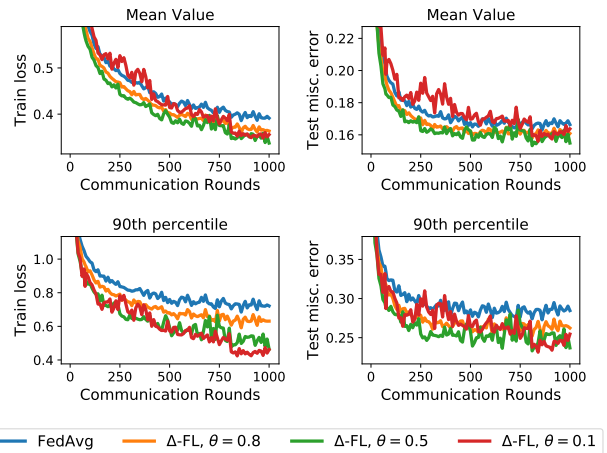 Mean Value
Train loss
0.5
0.4
0 250 500 750 1000
Communication Rounds
Mean Value
Test misc. error
0.22
0.20
0.18
0.16
0 250 500 750 1000
Communication Rounds
90th percentile
Train loss
1.0
0.8
0.6
0.4
0 250 500 750 1000
Communication Rounds
90th percentile
Test misc. error
0.35
0.30
0.25
0 250 500 750 1000
Communication Rounds
FedAvg Δ-FL, θ = 0.8 Δ-FL, θ = 0.5 Δ-FL, θ = 0.1